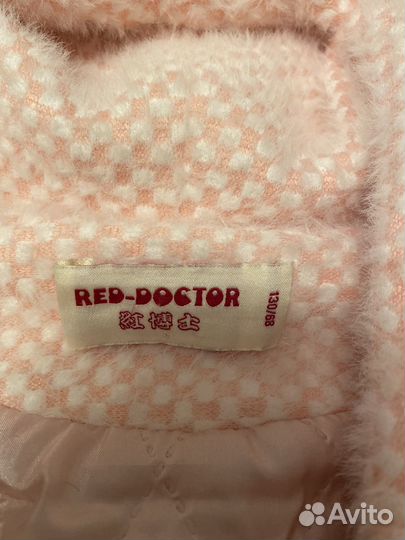 RED-DOCTOR
紅博士
130/68
Avito